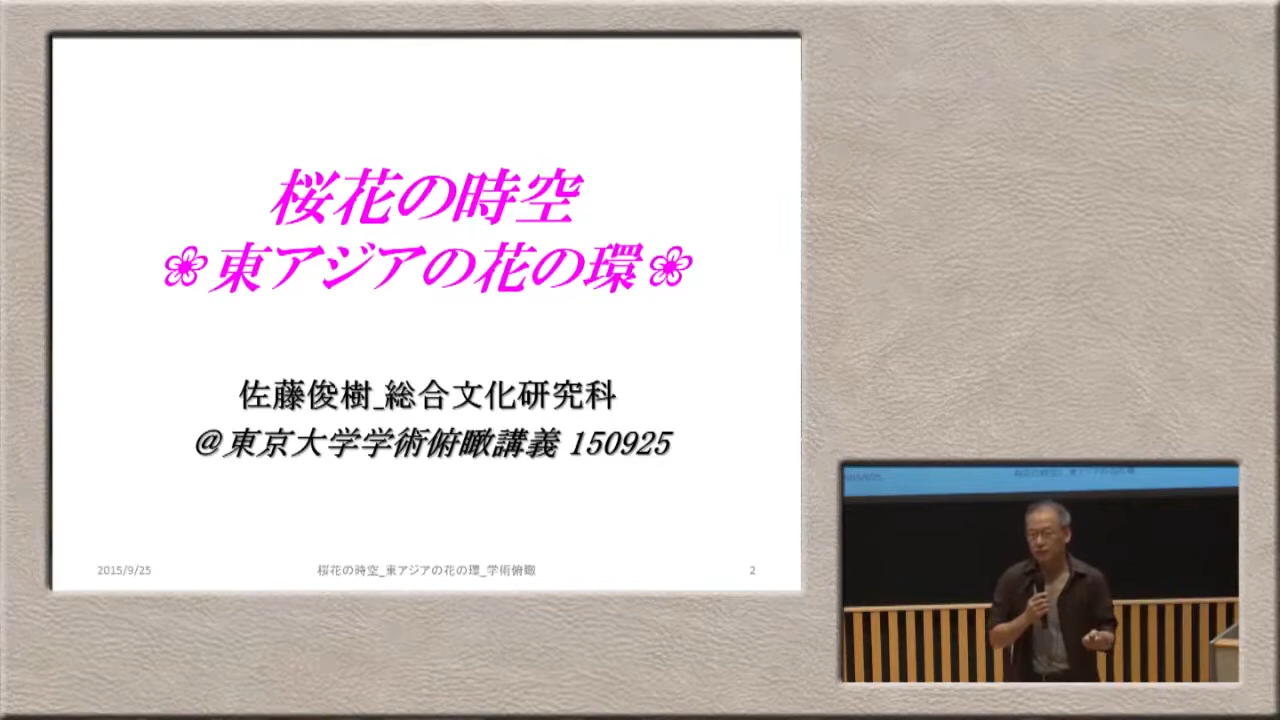 桜花の時空
❀東アジアの花の環❀
佐藤俊樹_総合文化研究科
@東京大学学術俯瞰講義 150925
2015/9/25
桜花の時空_東アジアの花の環_学術俯瞰
2